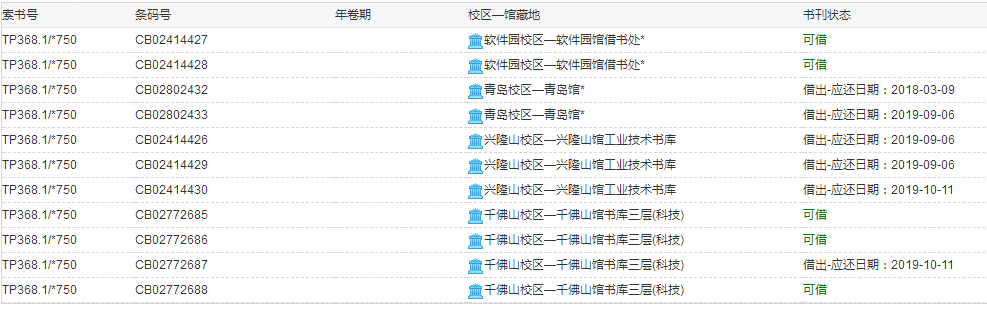 索书号 条码号 年卷期 校区—馆藏地 书刊状态
TP368.1/*750 CB02414427 软件园校区—软件园馆借书处* 可借
TP368.1/*750 CB02414428 软件园校区—软件园馆借书处* 可借
TP368.1/*750 CB02802432 青岛校区—青岛馆* 借出-应还日期：2018-03-09
TP368.1/*750 CB02802433 青岛校区—青岛馆* 借出-应还日期：2019-09-06
TP368.1/*750 CB02414426 兴隆山校区—兴隆山馆工业技术书库 借出-应还日期：2019-09-06
TP368.1/*750 CB02414429 兴隆山校区—兴隆山馆工业技术书库 借出-应还日期：2019-09-06
TP368.1/*750 CB02414430 兴隆山校区—兴隆山馆工业技术书库 借出-应还日期：2019-10-11
TP368.1/*750 CB02772685 千佛山校区—千佛山馆书库三层(科技) 可借
TP368.1/*750 CB02772686 千佛山校区—千佛山馆书库三层(科技) 可借
TP368.1/*750 CB02772687 千佛山校区—千佛山馆书库三层(科技) 借出-应还日期：2019-10-11
TP368.1/*750 CB02772688 千佛山校区—千佛山馆书库三层(科技) 可借